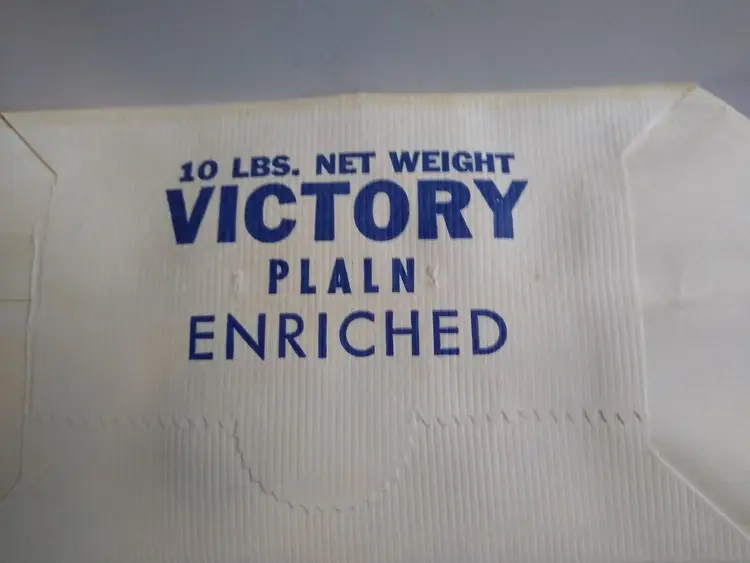 10 LBS. NET WEIGHT
VICTORY
PLALN
ENRICHED